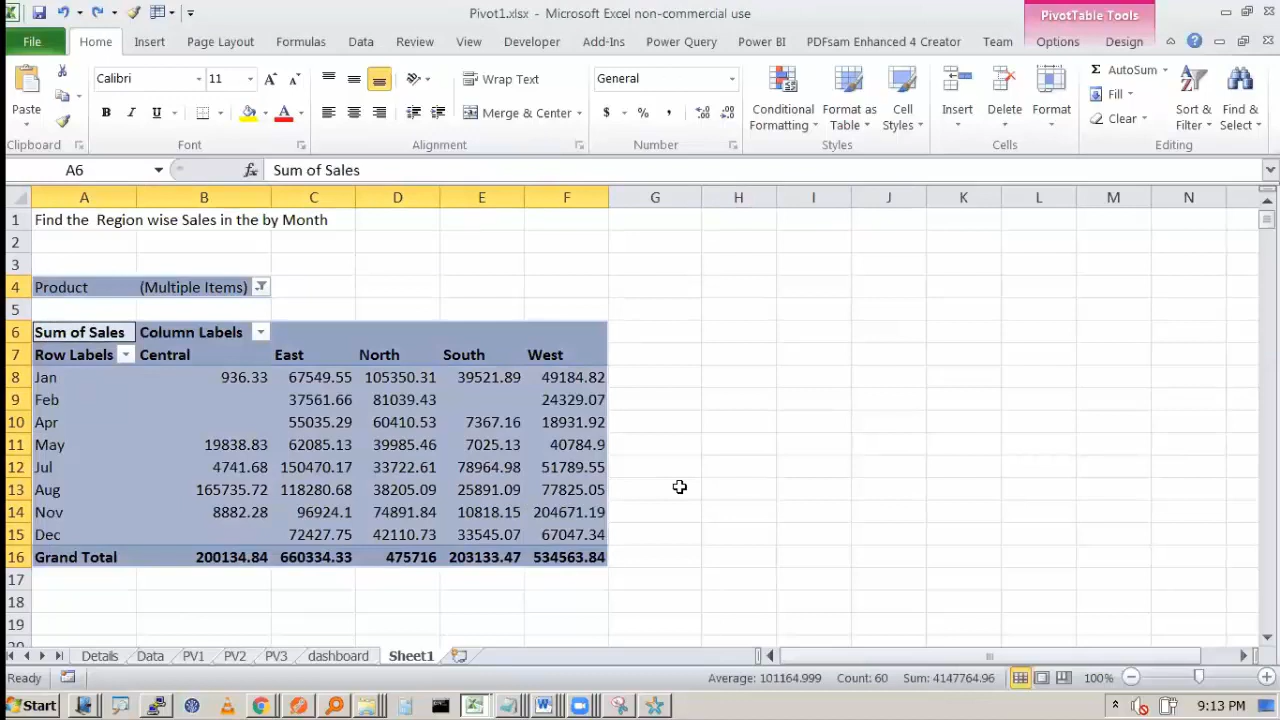 Pivot1.xlsx - Microsoft Excel non-commercial use
PivotTable Tools
File Home Insert Page Layout Formulas Data Review View Developer Add-Ins Power Query Power BI PDFsam Enhanced 4 Creator Team Options Design
Calibri 11 Wrap Text General AutoSum
Paste B I U Merge & Center $ % , Conditional Formatting Format as Table Cell Styles Insert Delete Format Fill Clear Sort & Filter Find & Select
Clipboard Font Alignment Number Styles Cells Editing
A6 fx Sum of Sales
A B C D E F G H I J K L M N
1 Find the Region wise Sales in the by Month
2
3
4 Product (Multiple Items)
5
6 Sum of Sales Column Labels
7 Row Labels Central East North South West
8 Jan 936.33 67549.55 105350.31 39521.89 49184.82
9 Feb 37561.66 81039.43 24329.07
10 Apr 55035.29 60410.53 7367.16 18931.92
11 May 19838.83 62085.13 39985.46 7025.13 40784.9
12 Jul 4741.68 150470.17 33722.61 78964.98 51789.55
13 Aug 165735.72 118280.68 38205.09 25891.09 77825.05
14 Nov 8882.28 96924.1 74891.84 10818.15 204671.19
15 Dec 72427.75 42110.73 33545.07 67047.34
16 Grand Total 200134.84 660334.33 475716 203133.47 534563.84
17
18
19
Details Data PV1 PV2 PV3 dashboard Sheet1
Ready Average: 101164.999 Count: 60 Sum: 4147764.96 100%
Start 9:13 PM